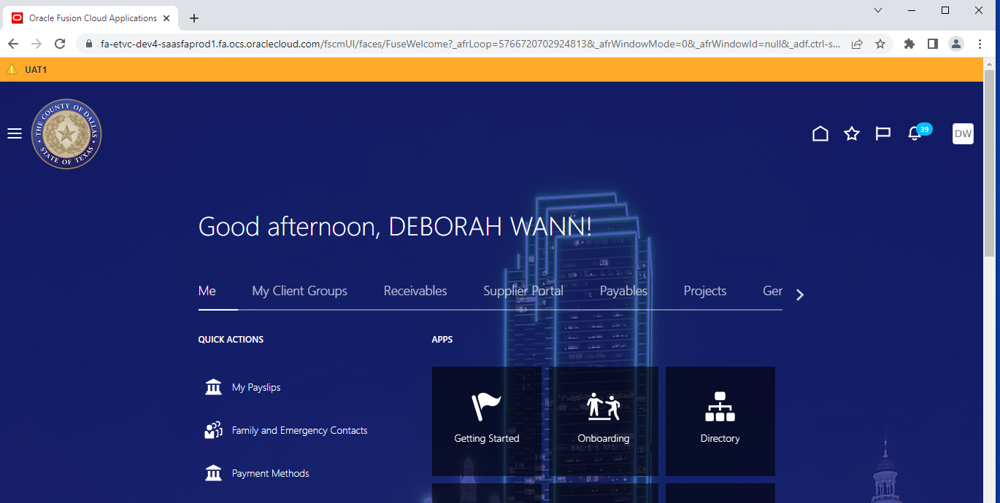 Oracle Fusion Cloud Applications
fa-etvc-dev4-saasfaprod1.fa.ocs.oraclecloud.com/fscmUI/faces/FuseWelcome?_afrLoop=5766720702924813&_afrWindowMode=0&_afrWindowId=null&_adf.ctrl-s...
UAT1
THE COUNTY OF DALLAS
STATE OF TEXAS
39
DW
Good afternoon, DEBORAH WANN!
Me My Client Groups Receivables Supplier Portal Payables Projects Ger
QUICK ACTIONS APPS
My Payslips
Family and Emergency Contacts
Getting Started Onboarding Directory
Payment Methods